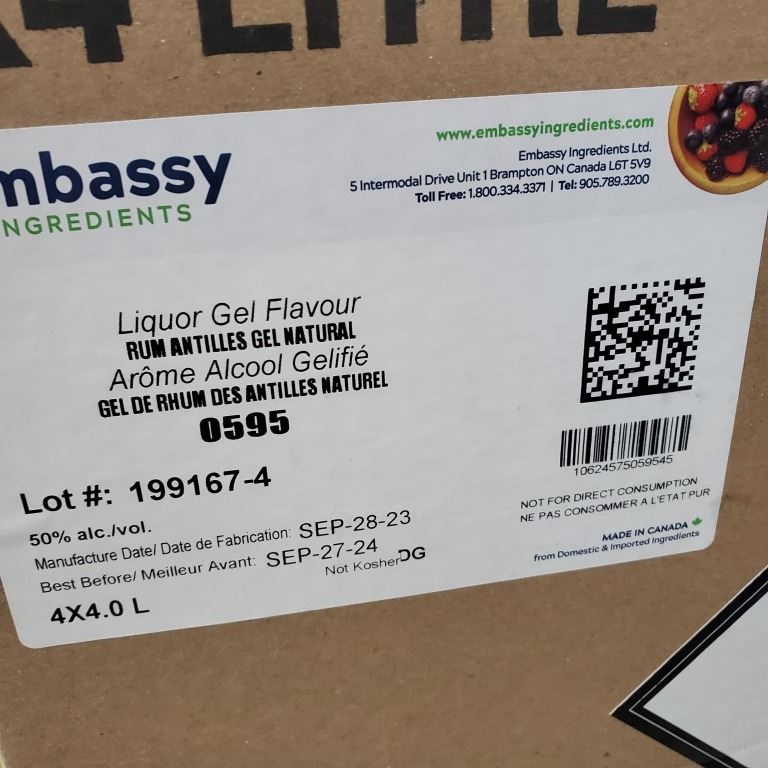 4 LITRE
mbassy
NGREDIENTS
www.embassyingredients.com
Embassy Ingredients Ltd.
5 Intermodal Drive Unit 1 Brampton ON Canada L6T 5V9
Toll Free: 1.800.334.3371 | Tel: 905.789.3200
Liquor Gel Flavour
RUM ANTILLES GEL NATURAL
Arôme Alcool Gelifié
GEL DE RHUM DES ANTILLES NATUREL
0595
Lot #: 199167-4
50% alc./vol.
Manufacture Date/ Date de Fabrication: SEP-28-23
Best Before/ Meilleur Avant: SEP-27-24
Not Kosher DG
4X4.0 L
10624575059545
NOT FOR DIRECT CONSUMPTION
NE PAS CONSOMMER A L'ETAT PUR
MADE IN CANADA
from Domestic & Imported Ingredients